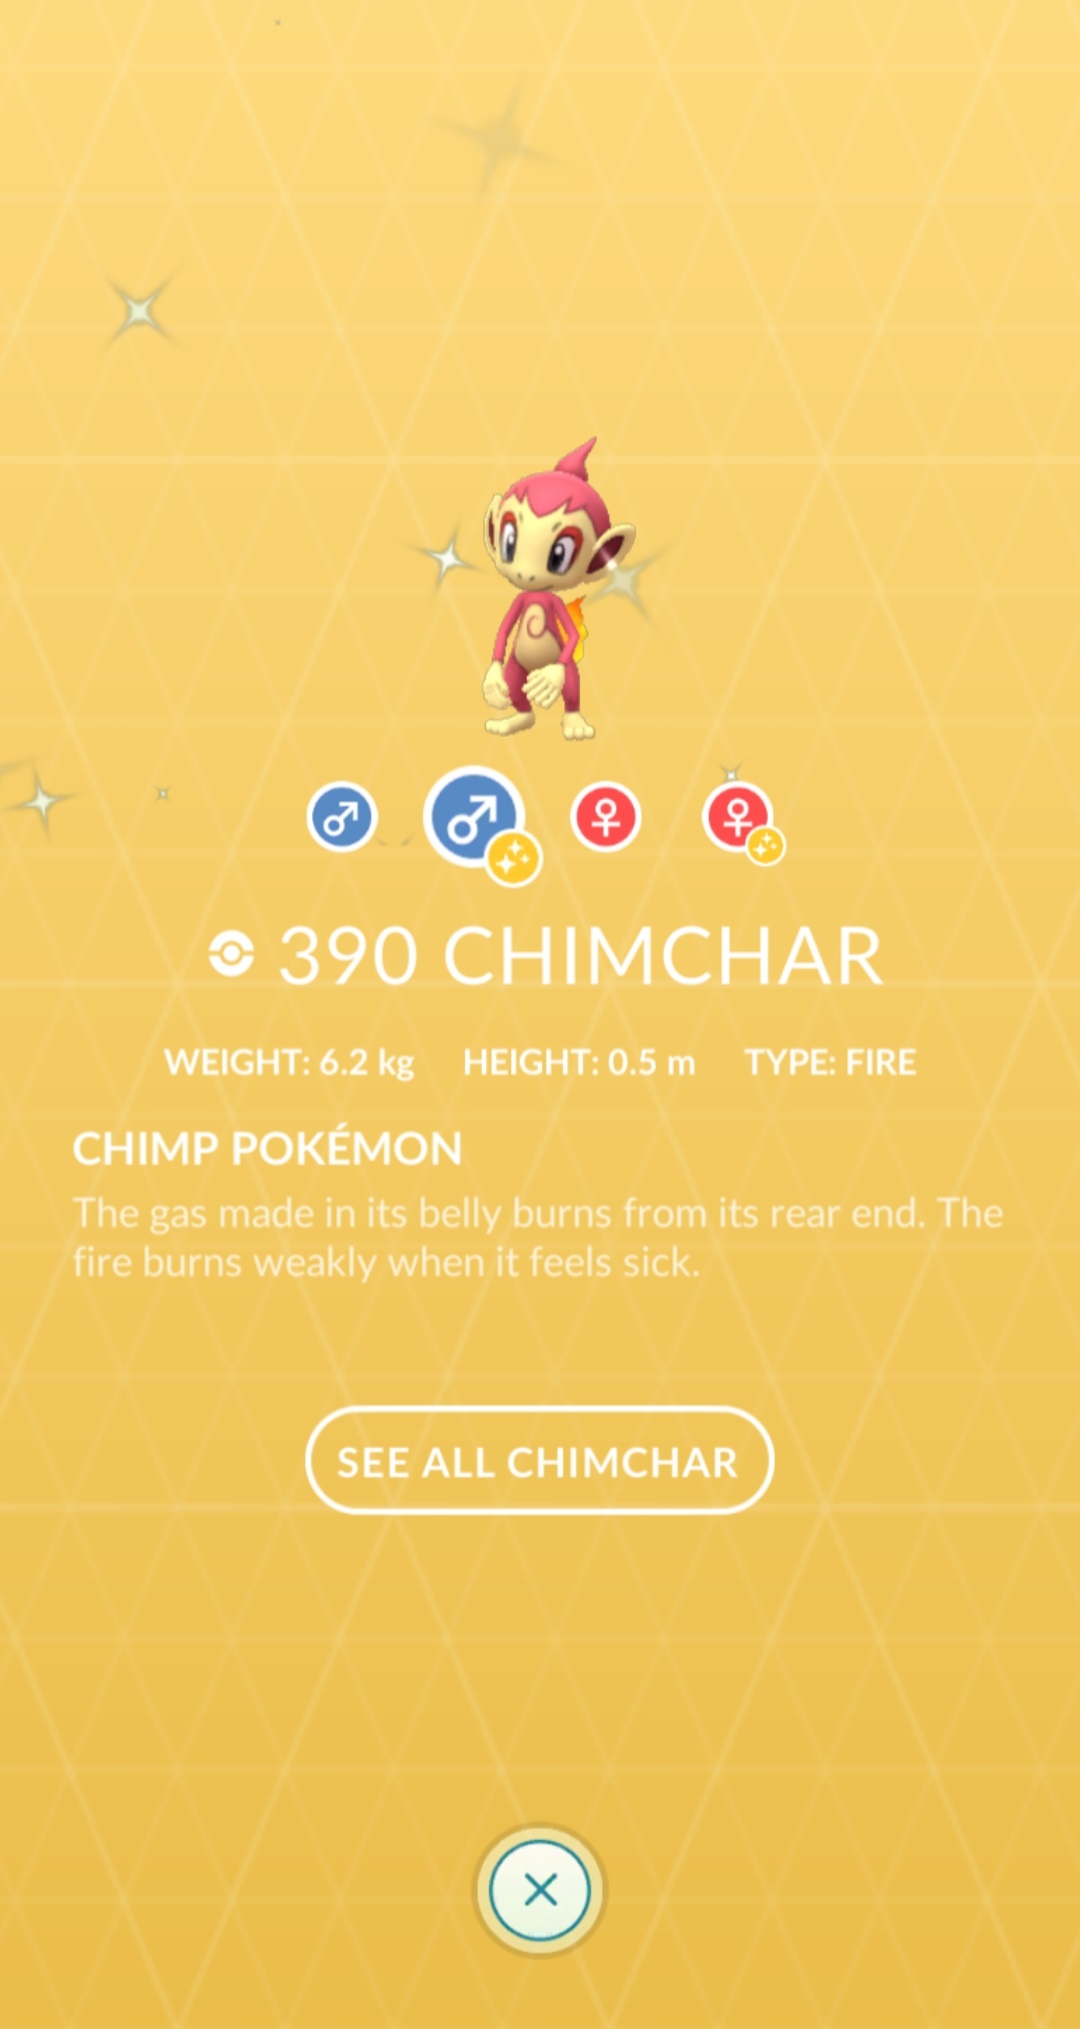 390 CHIMCHAR
WEIGHT: 6.2 kg HEIGHT: 0.5 m TYPE: FIRE
CHIMP POKÉMON
The gas made in its belly burns from its rear end. The
fire burns weakly when it feels sick.
SEE ALL CHIMCHAR